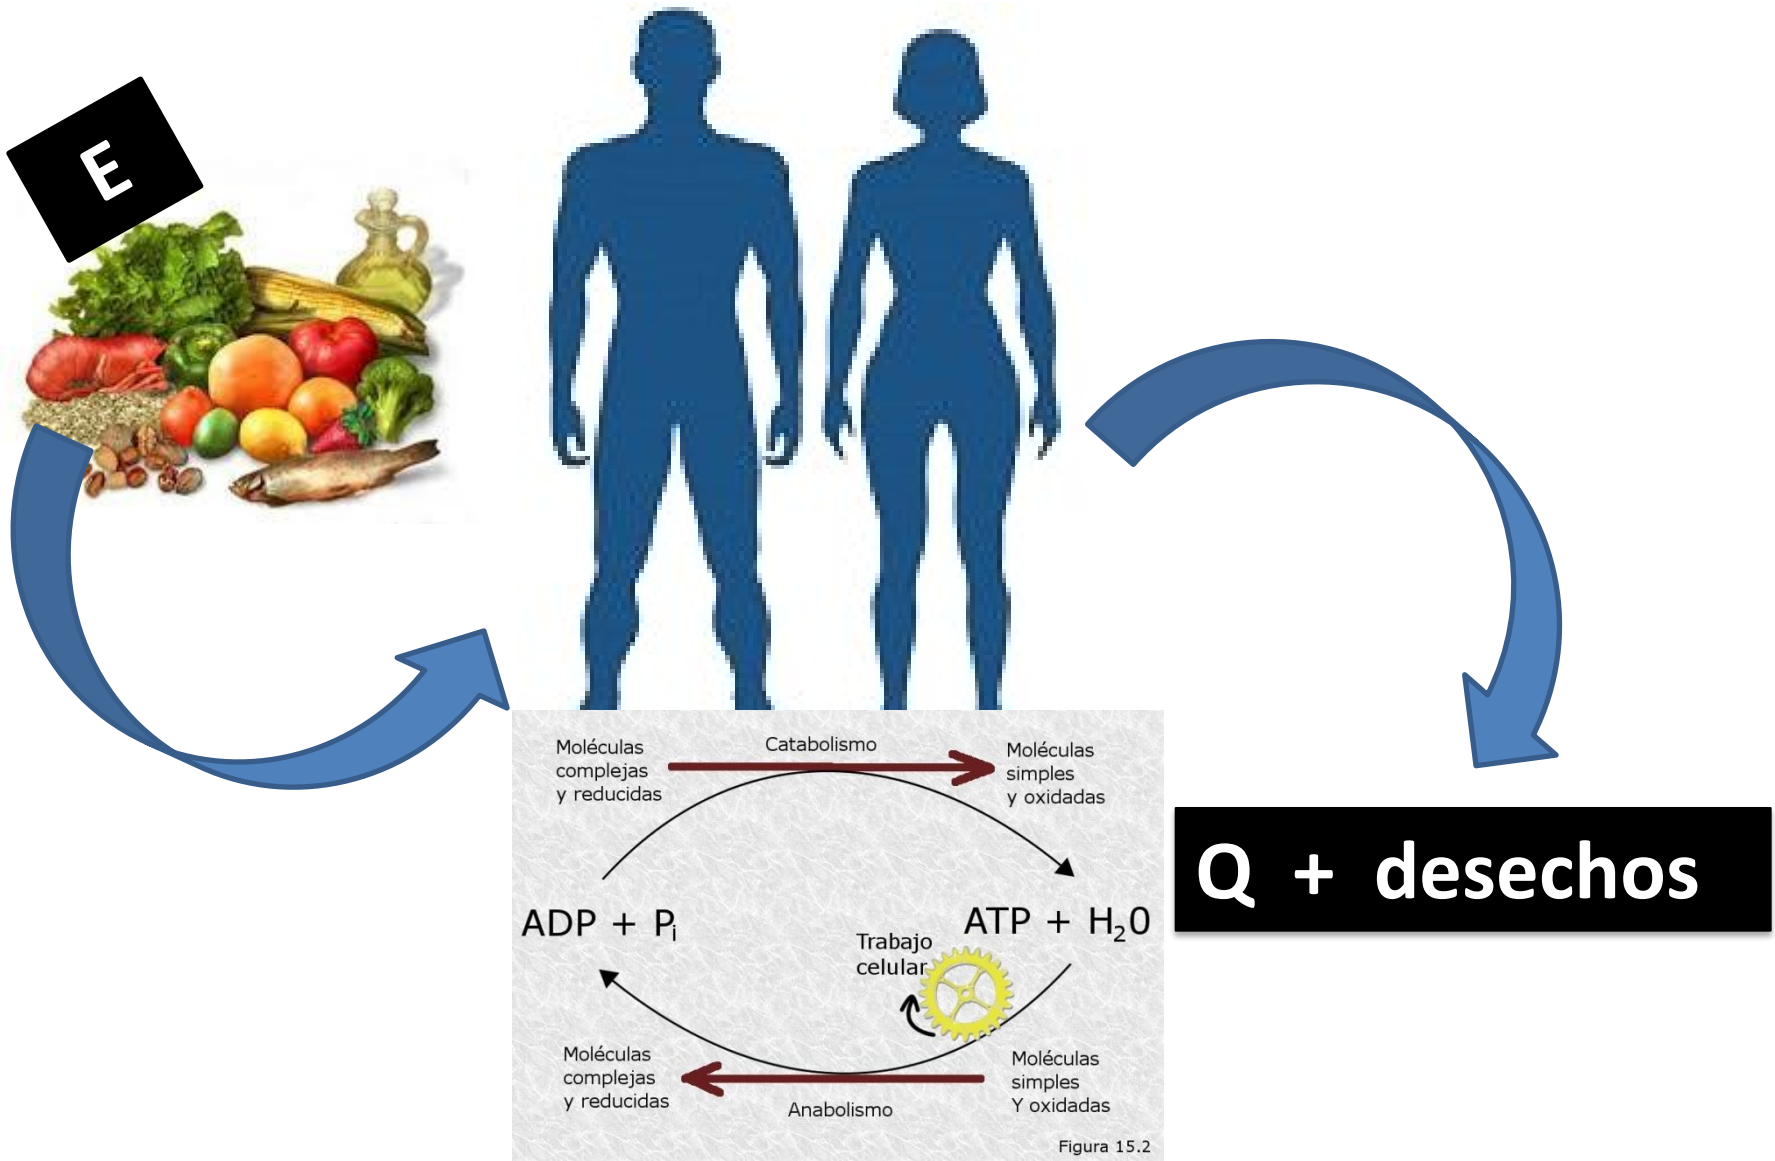 E
Moléculas
complejas
y reducidas
Catabolismo
Moléculas
simples
y oxidadas
ADP + Pi
ATP + H20
Trabajo
celular
Moléculas
complejas
y reducidas
Anabolismo
Moléculas
simples
Y oxidadas
Figura 15.2
Q + desechos